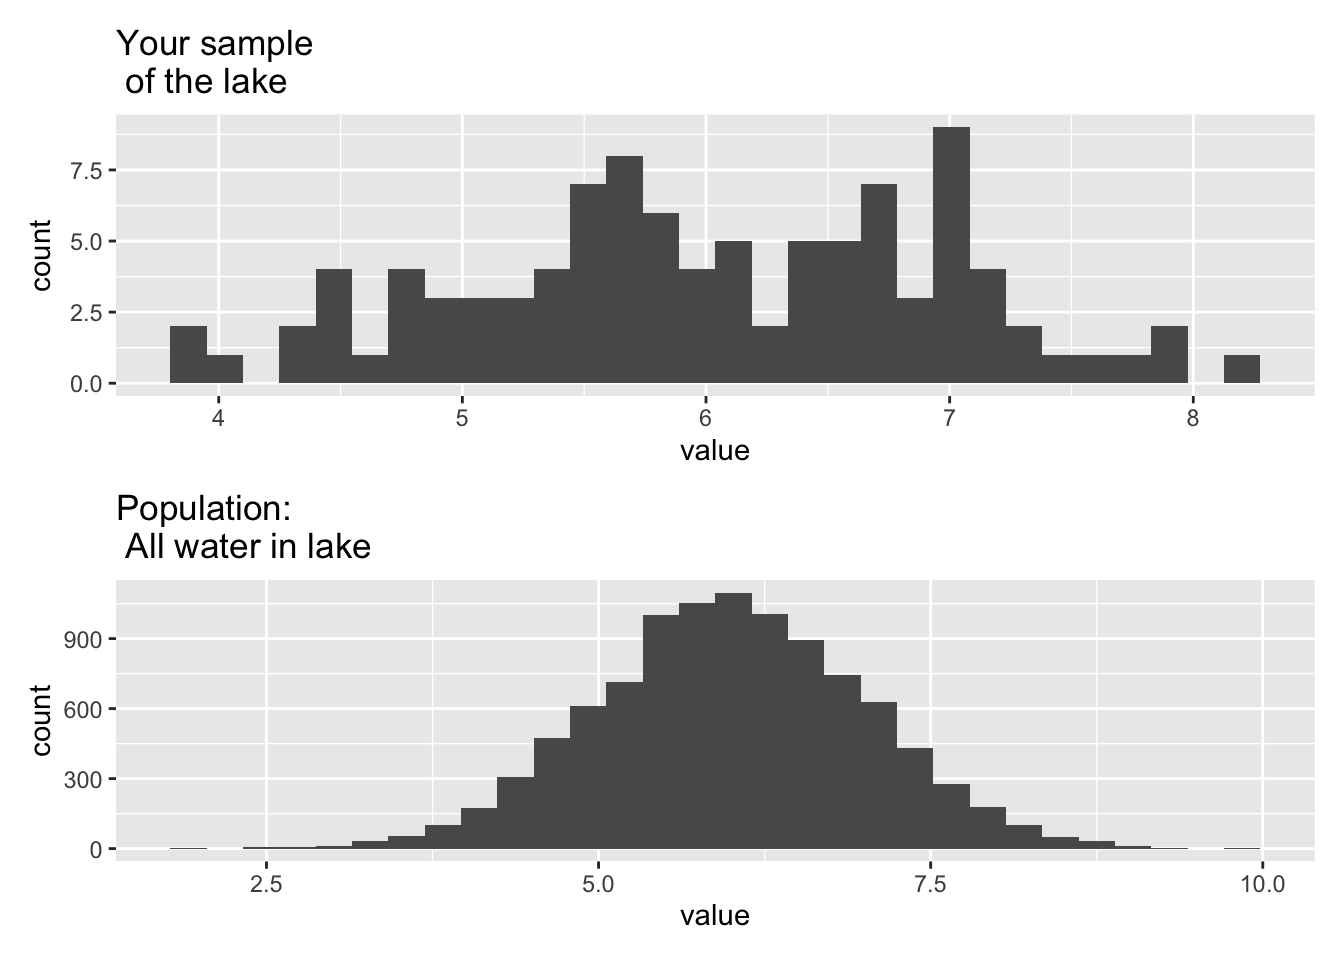 Your sample
of the lake
7.5
5.0
2.5
0.0
count
4 5 6 7 8
value
Population:
All water in lake
900
600
300
0
count
2.5 5.0 7.5 10.0
value